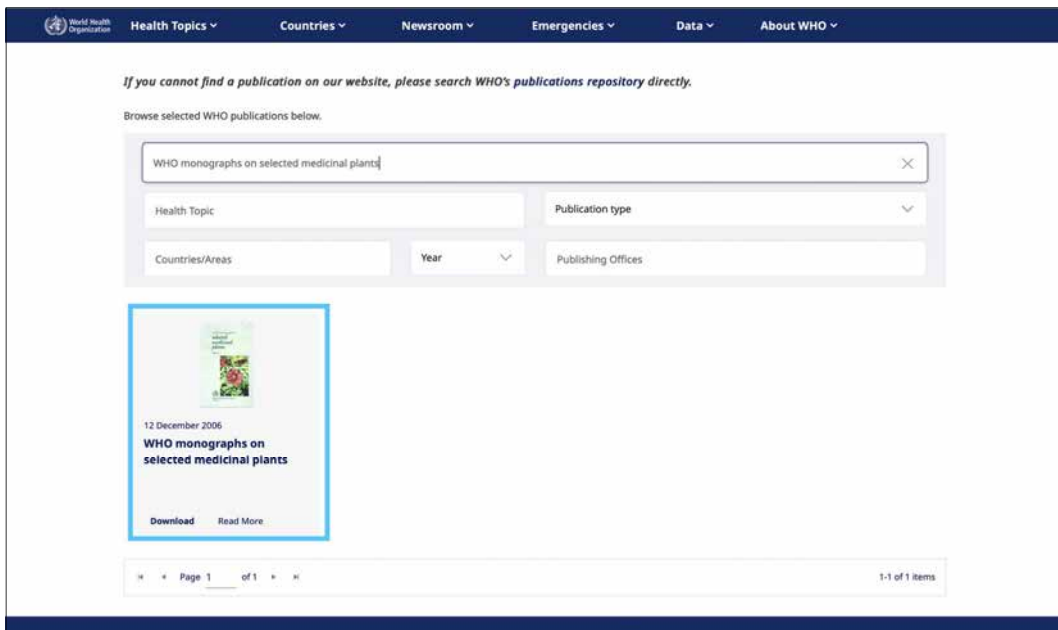 World Health
Organization
Health Topics
Countries
Newsroom
Emergencies
Data
About WHO
If you cannot find a publication on our website, please search WHO's publications repository directly.
Browse selected WHO publications below.
WHO monographs on selected medicinal plants
Health Topic
Publication type
Countries/Areas
Year
Publishing Offices
selected
medicinal
plants
12 December 2006
WHO monographs on
selected medicinal plants
Download Read More
Page 1 of 1
1-1 of 1 items